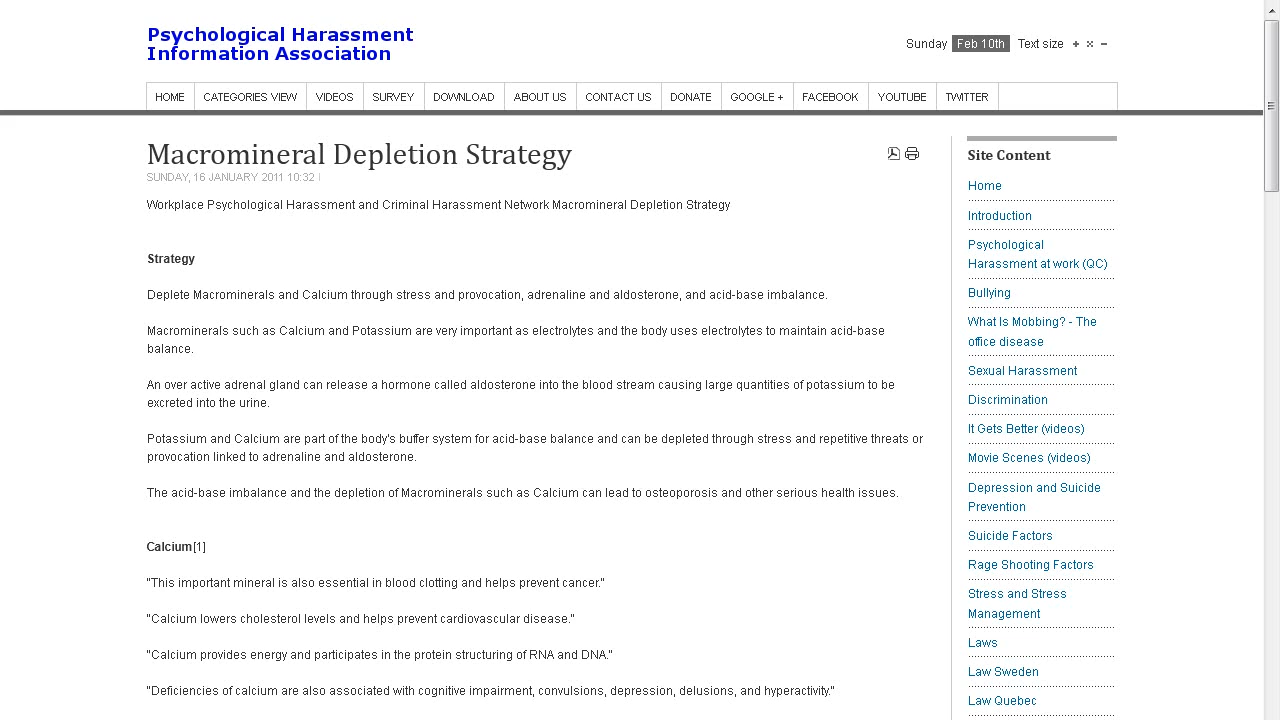 Psychological Harassment
Information Association
Sunday Feb 10th Text size + × −
HOME CATEGORIES VIEW VIDEOS SURVEY DOWNLOAD ABOUT US CONTACT US DONATE GOOGLE + FACEBOOK YOUTUBE TWITTER
Macromineral Depletion Strategy
SUNDAY, 16 JANUARY 2011 10:32 |
Workplace Psychological Harassment and Criminal Harassment Network Macromineral Depletion Strategy
Strategy
Deplete Macrominerals and Calcium through stress and provocation, adrenaline and aldosterone, and acid-base imbalance.
Macrominerals such as Calcium and Potassium are very important as electrolytes and the body uses electrolytes to maintain acid-base
balance.
An over active adrenal gland can release a hormone called aldosterone into the blood stream causing large quantities of potassium to be
excreted into the urine.
Potassium and Calcium are part of the body's buffer system for acid-base balance and can be depleted through stress and repetitive threats or
provocation linked to adrenaline and aldosterone.
The acid-base imbalance and the depletion of Macrominerals such as Calcium can lead to osteoporosis and other serious health issues.
Calcium[1]
"This important mineral is also essential in blood clotting and helps prevent cancer."
"Calcium lowers cholesterol levels and helps prevent cardiovascular disease."
"Calcium provides energy and participates in the protein structuring of RNA and DNA."
"Deficiencies of calcium are also associated with cognitive impairment, convulsions, depression, delusions, and hyperactivity."
Site Content
Home
Introduction
Psychological
Harassment at work (QC)
Bullying
What Is Mobbing? - The
office disease
Sexual Harassment
Discrimination
It Gets Better (videos)
Movie Scenes (videos)
Depression and Suicide
Prevention
Suicide Factors
Rage Shooting Factors
Stress and Stress
Management
Laws
Law Sweden
Law Quebec